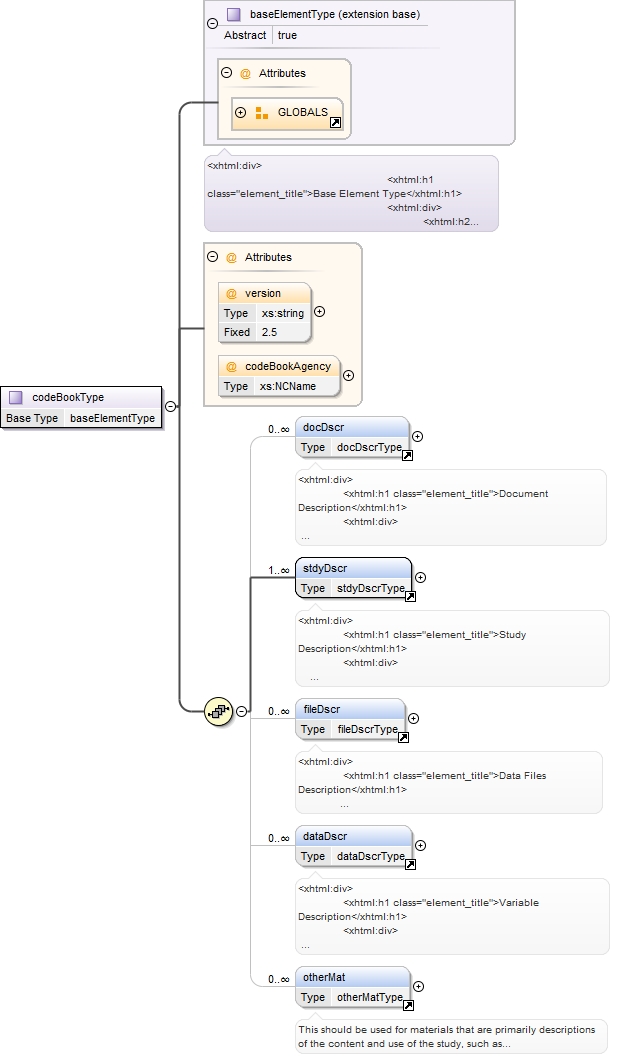 baseElementType (extension base)
Abstract true
@ Attributes
GLOBALS
<xhtml:div>
<xhtml:h1
class="element_title">Base Element Type</xhtml:h1>
<xhtml:div>
<xhtml:h2...
@ Attributes
@ version
Type xs:string
Fixed 2.5
@ codeBookAgency
Type xs:NCName
codeBookType
Base Type baseElementType
0..∞
docDscr
Type docDscrType
<xhtml:div>
<xhtml:h1 class="element_title">Document
Description</xhtml:h1>
<xhtml:div>
...
1..∞
stdyDscr
Type stdyDscrType
<xhtml:div>
<xhtml:h1 class="element_title">Study
Description</xhtml:h1>
<xhtml:div>
...
0..∞
fileDscr
Type fileDscrType
<xhtml:div>
<xhtml:h1 class="element_title">Data Files
Description</xhtml:h1>
...
0..∞
dataDscr
Type dataDscrType
<xhtml:div>
<xhtml:h1 class="element_title">Variable
Description</xhtml:h1>
<xhtml:div>
...
0..∞
otherMat
Type otherMatType
This should be used for materials that are primarily descriptions
of the content and use of the study, such as...